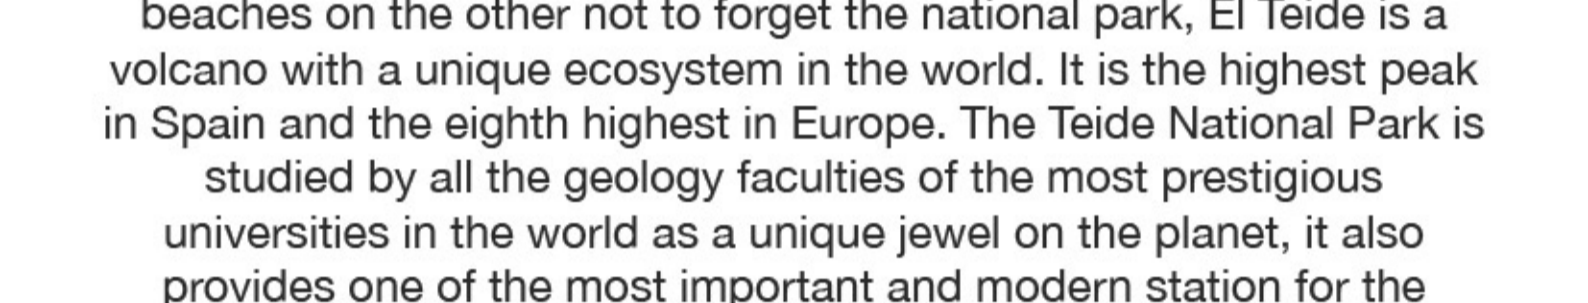 beaches on the other not to forget the national park, El Teide is a
volcano with a unique ecosystem in the world. It is the highest peak
in Spain and the eighth highest in Europe. The Teide National Park is
studied by all the geology faculties of the most prestigious
universities in the world as a unique jewel on the planet, it also
provides one of the most important and modern station for the